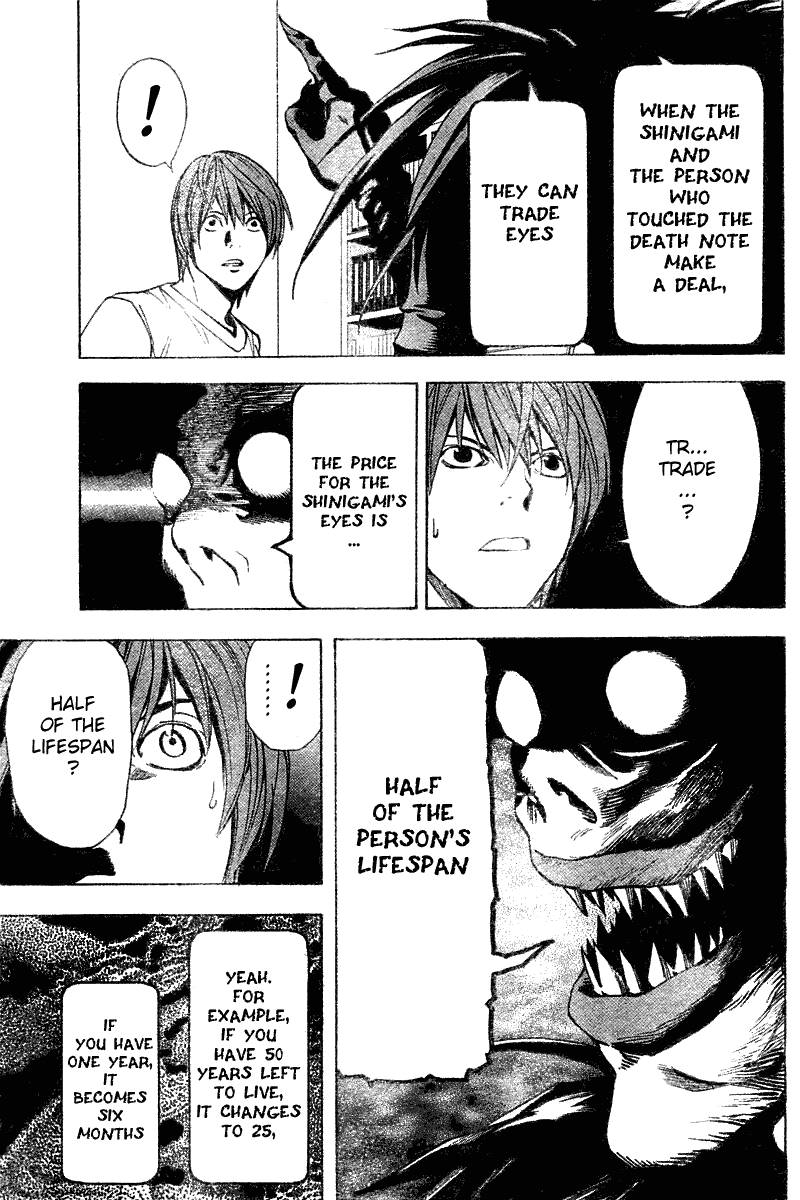 WHEN THE
SHINIGAMI
AND
THE PERSON
WHO
TOUCHED THE
DEATH NOTE
MAKE
A DEAL,
THEY CAN
TRADE
EYES
!
TR...
TRADE
...
?
THE PRICE
FOR THE
SHINIGAMI'S
EYES IS
...
HALF
OF THE
PERSON'S
LIFESPAN
!
........
HALF
OF THE
LIFESPAN
?
YEAH.
FOR
EXAMPLE,
IF YOU
HAVE 50
YEARS LEFT
TO LIVE,
IT CHANGES
TO 25,
IF
YOU HAVE
ONE YEAR,
IT
BECOMES
SIX
MONTHS